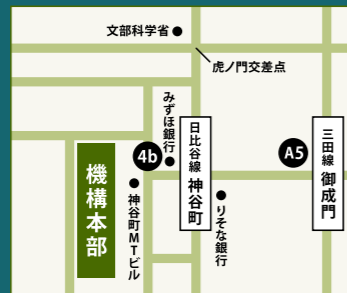 文部科学省
虎ノ門交差点
みずほ銀行
4b
日比谷線 神谷町
A5
三田線 御成門
機構本部
神谷町MTビル
りそな銀行